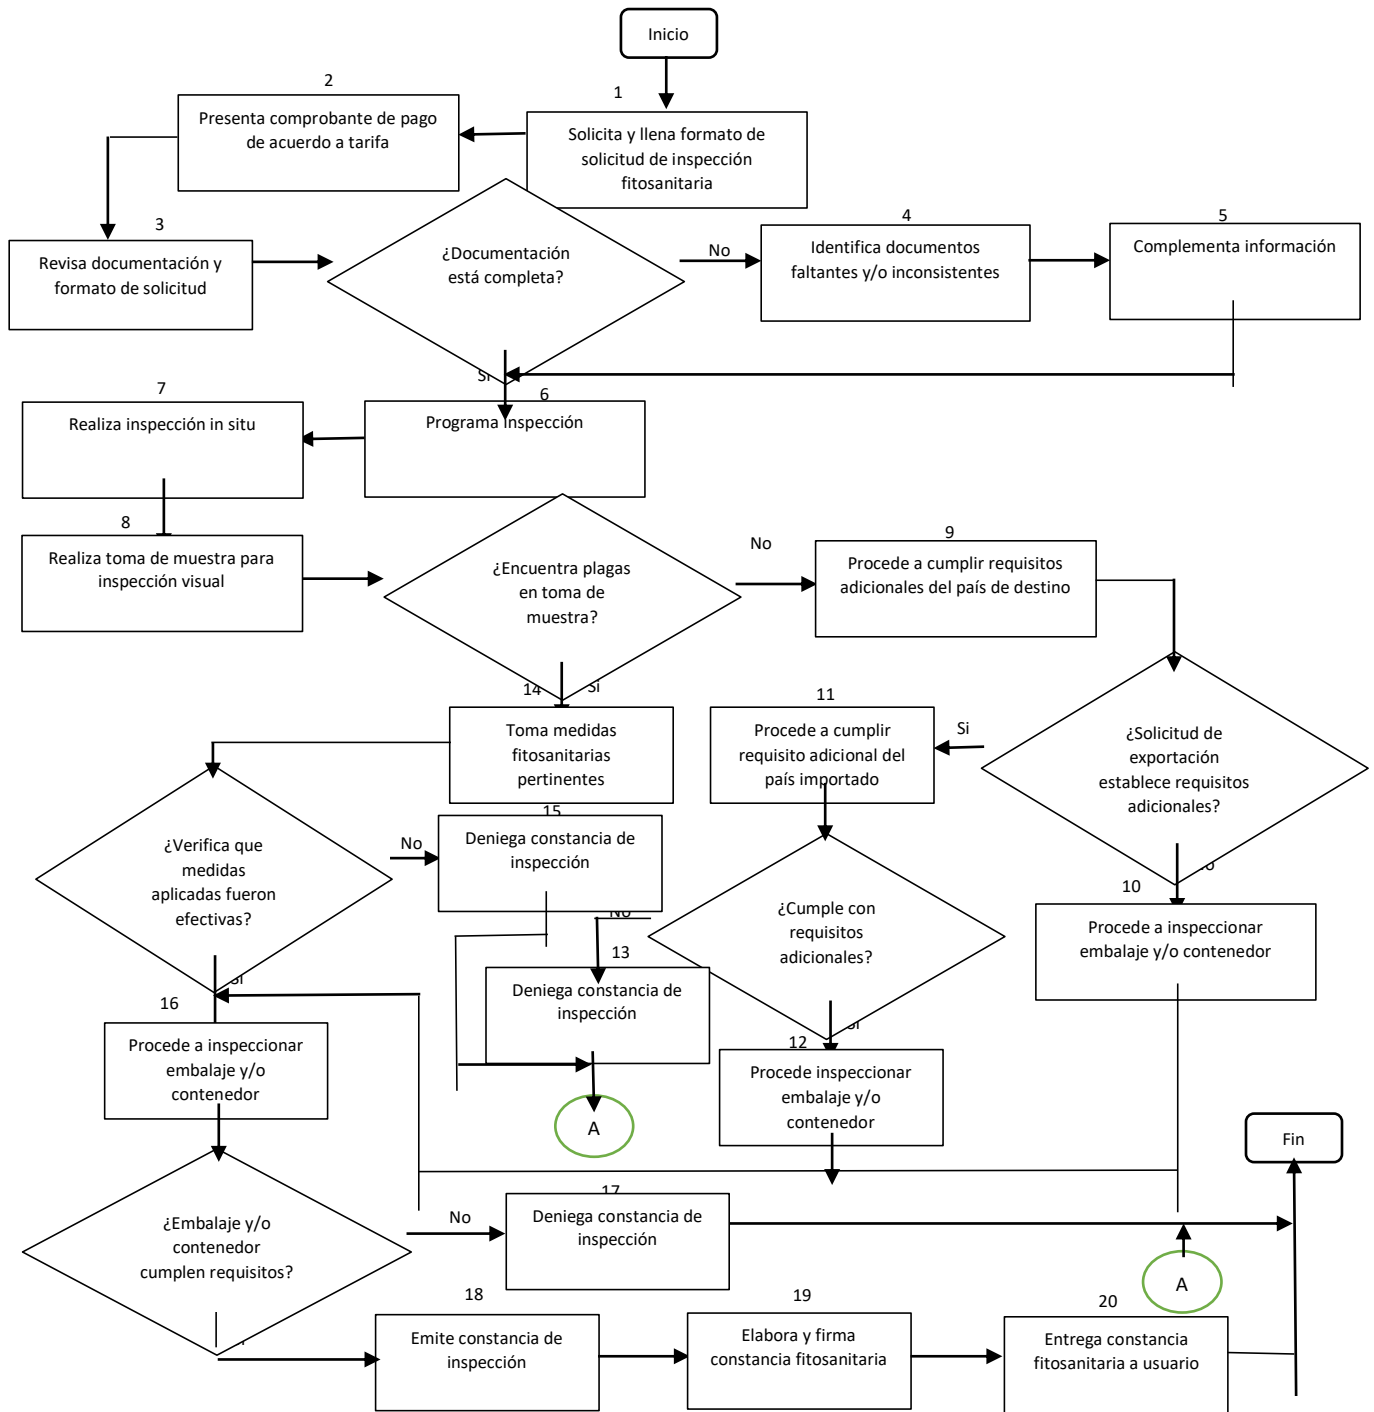 Inicio
2
1
Presenta comprobante de pago
de acuerdo a tarifa
Solicita y llena formato de
solicitud de inspección
fitosanitaria
3
4
5
Revisa documentación y
formato de solicitud
¿Documentación
está completa?
No
Identifica documentos
faltantes y/o inconsistentes
Complementa información
Si
7
6
Realiza inspección in situ
Programa inspección
8
9
Realiza toma de muestra para
inspección visual
¿Encuentra plagas
en toma de
muestra?
No
Procede a cumplir requisitos
adicionales del país de destino
Si
14
11
Toma medidas
fitosanitarias
pertinentes
Procede a cumplir
requisito adicional del
país importado
Si
¿Solicitud de
exportación
establece requisitos
adicionales?
15
¿Verifica que
medidas
aplicadas fueron
efectivas?
No
Deniega constancia de
inspección
10
No
¿Cumple con
requisitos
adicionales?
Procede a inspeccionar
embalaje y/o contenedor
13
Deniega constancia de
inspección
Si
16
12
Procede a inspeccionar
embalaje y/o
contenedor
Procede inspeccionar
embalaje y/o
contenedor
A
Fin
17
¿Embalaje y/o
contenedor
cumplen requisitos?
No
Deniega constancia de
inspección
A
18
19
20
Emite constancia de
inspección
Elabora y firma
constancia fitosanitaria
Entrega constancia
fitosanitaria a usuario